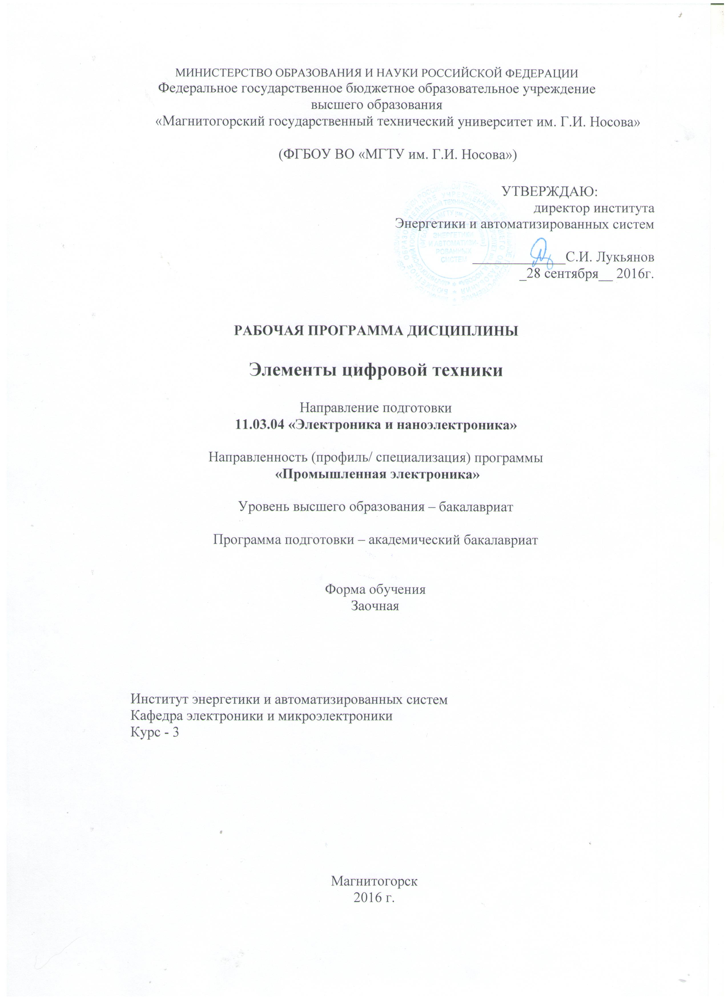 МИНИСТЕРСТВО ОБРАЗОВАНИЯ И НАУКИ РОССИЙСКОЙ ФЕДЕРАЦИИ
Федеральное государственное бюджетное образовательное учреждение
высшего образования
«Магнитогорский государственный технический университет им. Г.И. Носова»
(ФГБОУ ВО «МГТУ им. Г.И. Носова»)
УТВЕРЖДАЮ:
директор института
Энергетики и автоматизированных систем
ЭНЕРГЕТИКИ
И АВТОМАТИЗИ-
РОВАННЫХ
СИСТЕМ
_____________С.И. Лукьянов
_28 сентября__ 2016г.
РАБОЧАЯ ПРОГРАММА ДИСЦИПЛИНЫ
Элементы цифровой техники
Направление подготовки
11.03.04 «Электроника и наноэлектроника»
Направленность (профиль/ специализация) программы
«Промышленная электроника»
Уровень высшего образования – бакалавриат
Программа подготовки – академический бакалавриат
Форма обучения
Заочная
Институт энергетики и автоматизированных систем
Кафедра электроники и микроэлектроники
Курс - 3
Магнитогорск
2016 г.